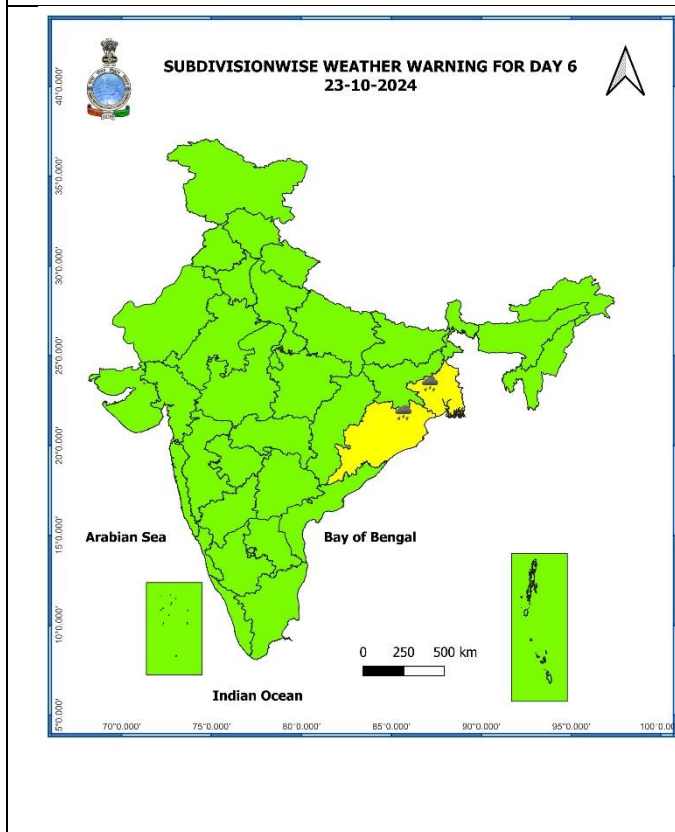 SUBDIVISIONWISE WEATHER WARNING FOR DAY 6
23-10-2024
40°0.000'
35°0.000'
30°0.000'
25°0.000'
20°0.000'
15°0.000'
10°0.000'
5°0.000'
Arabian Sea
Bay of Bengal
0 250 500 km
Indian Ocean
70°0.000' 75°0.000' 80°0.000' 85°0.000' 90°0.000' 95°0.000' 100°0.0